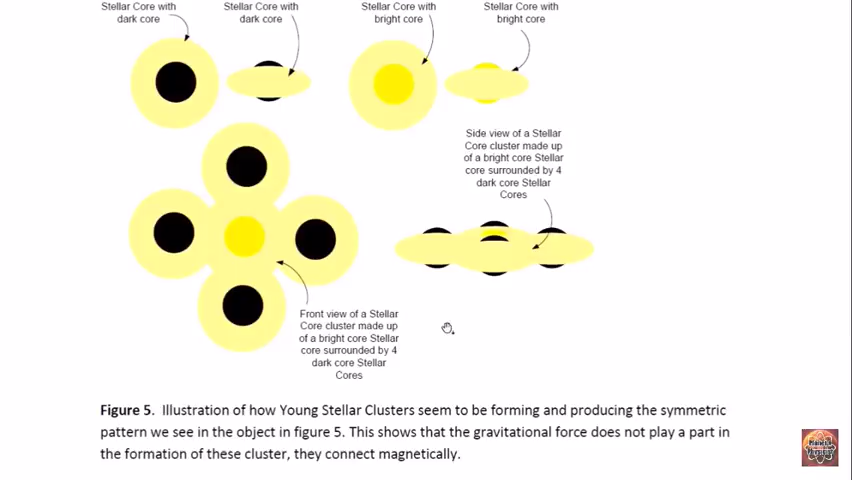 Stellar Core with
dark core
Stellar Core with
dark core
Stellar Core with
bright core
Stellar Core with
bright core
Side view of a Stellar
Core cluster made up
of a bright core Stellar
core surrounded by 4
dark core Stellar
Cores
Front view of a Stellar
Core cluster made up
of a bright core Stellar
core surrounded by 4
dark core Stellar
Cores
Figure 5.  Illustration of how Young Stellar Clusters seem to be forming and producing the symmetric
pattern we see in the object in figure 5. This shows that the gravitational force does not play a part in
the formation of these cluster, they connect magnetically.